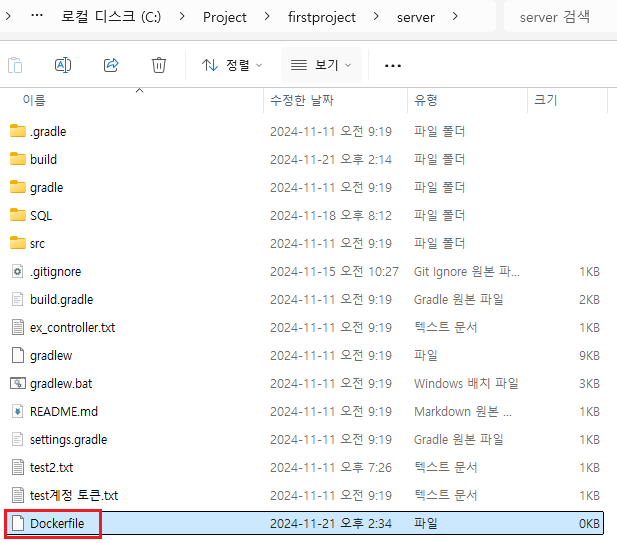 > ··· 로컬 디스크 (C:) > Project > firstproject > server > server 검색
정렬 보기 ···
이름 수정한 날짜 유형 크기
.gradle 2024-11-11 오전 9:19 파일 폴더
build 2024-11-21 오후 2:14 파일 폴더
gradle 2024-11-11 오전 9:19 파일 폴더
SQL 2024-11-18 오후 8:12 파일 폴더
src 2024-11-11 오전 9:19 파일 폴더
.gitignore 2024-11-15 오전 10:27 Git Ignore 원본 파... 1KB
build.gradle 2024-11-11 오전 9:19 Gradle 원본 파일 2KB
ex_controller.txt 2024-11-11 오전 9:19 텍스트 문서 1KB
gradlew 2024-11-11 오전 9:19 파일 9KB
gradlew.bat 2024-11-11 오전 9:19 Windows 배치 파일 3KB
README.md 2024-11-11 오전 9:19 Markdown 원본 ... 1KB
settings.gradle 2024-11-11 오전 9:19 Gradle 원본 파일 1KB
test2.txt 2024-11-11 오후 7:26 텍스트 문서 1KB
test계정 토큰.txt 2024-11-11 오전 9:19 텍스트 문서 1KB
Dockerfile 2024-11-21 오후 2:34 파일 0KB